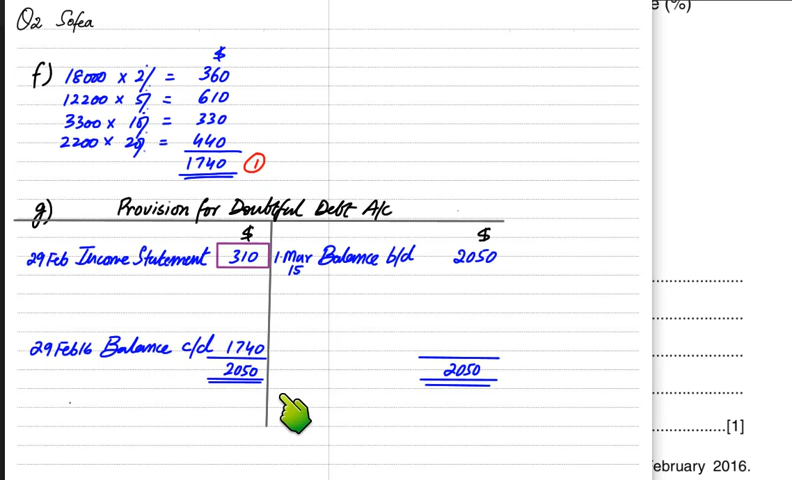 e (%)
Q2 Sofea
$
f) 18000 x 2% = 360
12200 x 5% = 610
3300 x 10% = 330
2200 x 20% = 440
1740 1
g) Provision for Doubtful Debt A/c
$ $
29 Feb Income Statement 310 1 Mar 15 Balance b/d 2050
29 Feb 16 Balance c/d 1740
2050 2050
[1]
ebruary 2016.